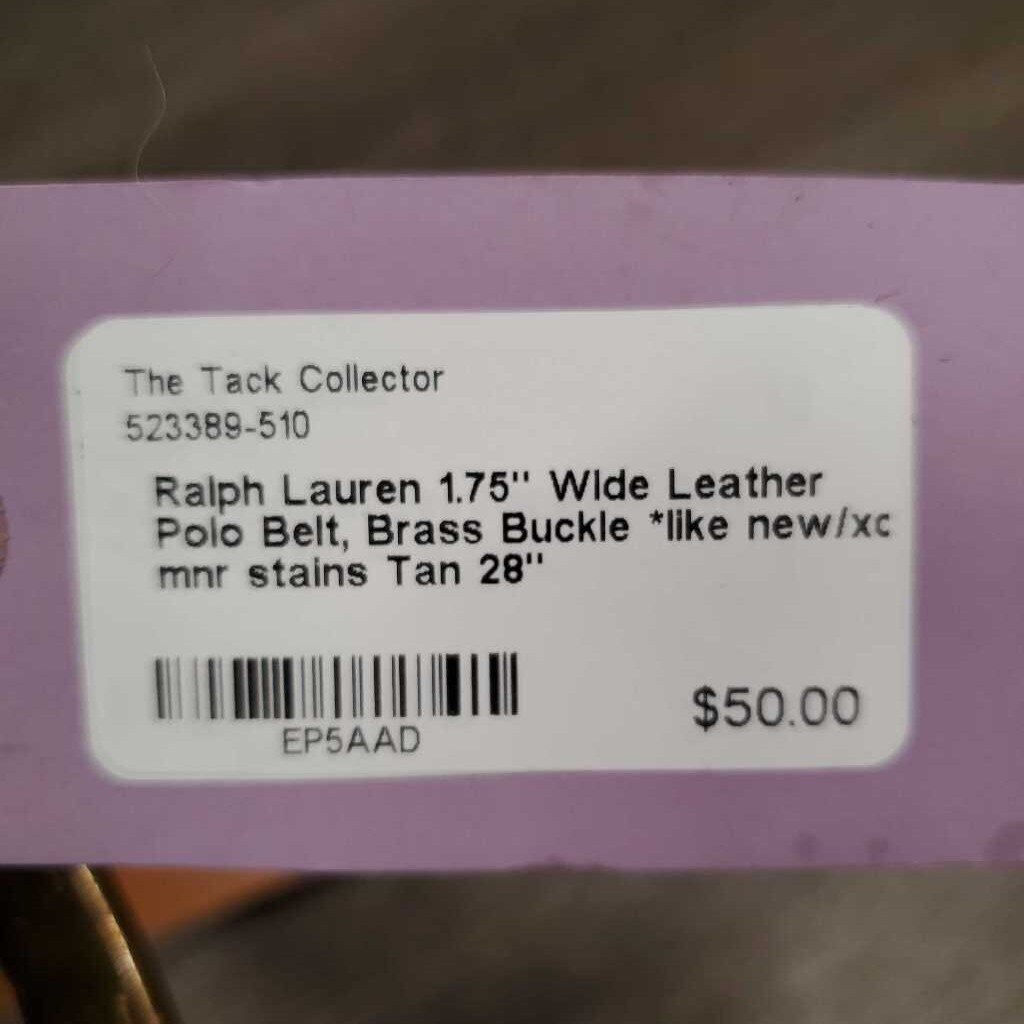 The Tack Collector
523389-510
Ralph Lauren 1.75" Wide Leather
Polo Belt, Brass Buckle *like new/xc
mnr stains Tan 28"
EP5AAD
$50.00